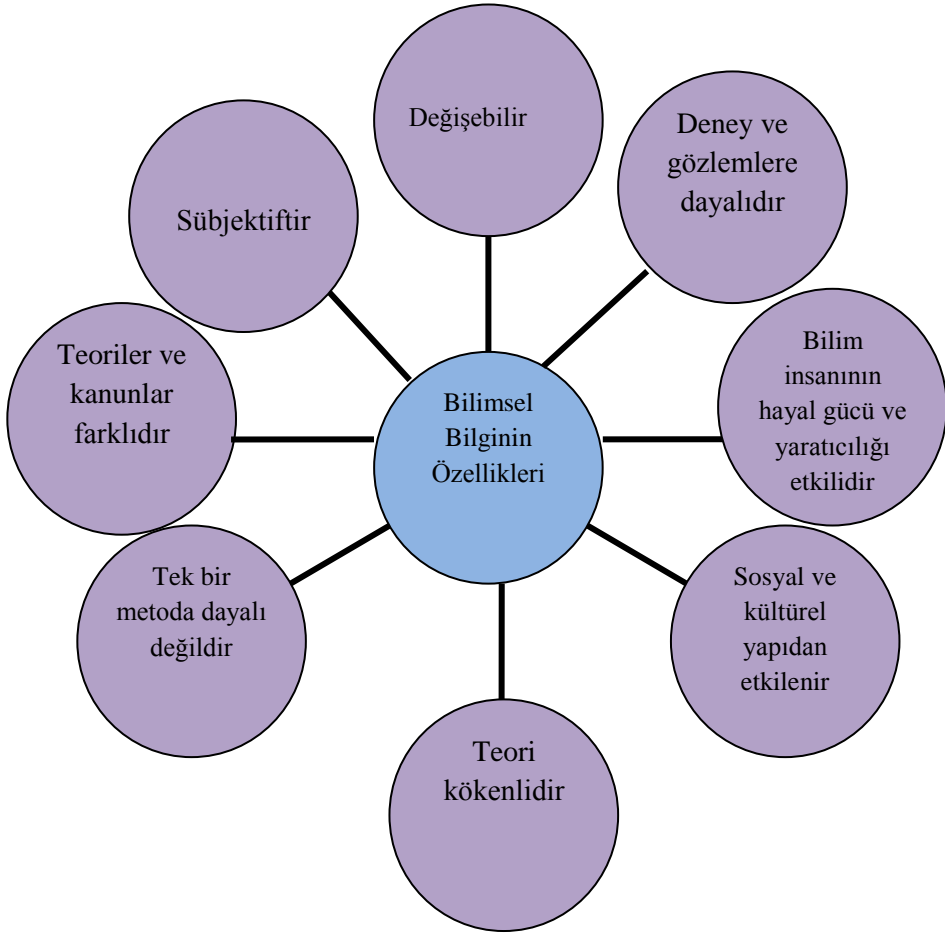 Değişebilir
Deney ve
gözlemlere
dayalıdır
Sübjektiftir
Teoriler ve
kanunlar
farklıdır
Bilim
insanının
hayal gücü ve
yaratıcılığı
etkilidir
Bilimsel
Bilginin
Özellikleri
Tek bir
metoda dayalı
değildir
Sosyal ve
kültürel
yapıdan
etkilenir
Teori
kökenlidir